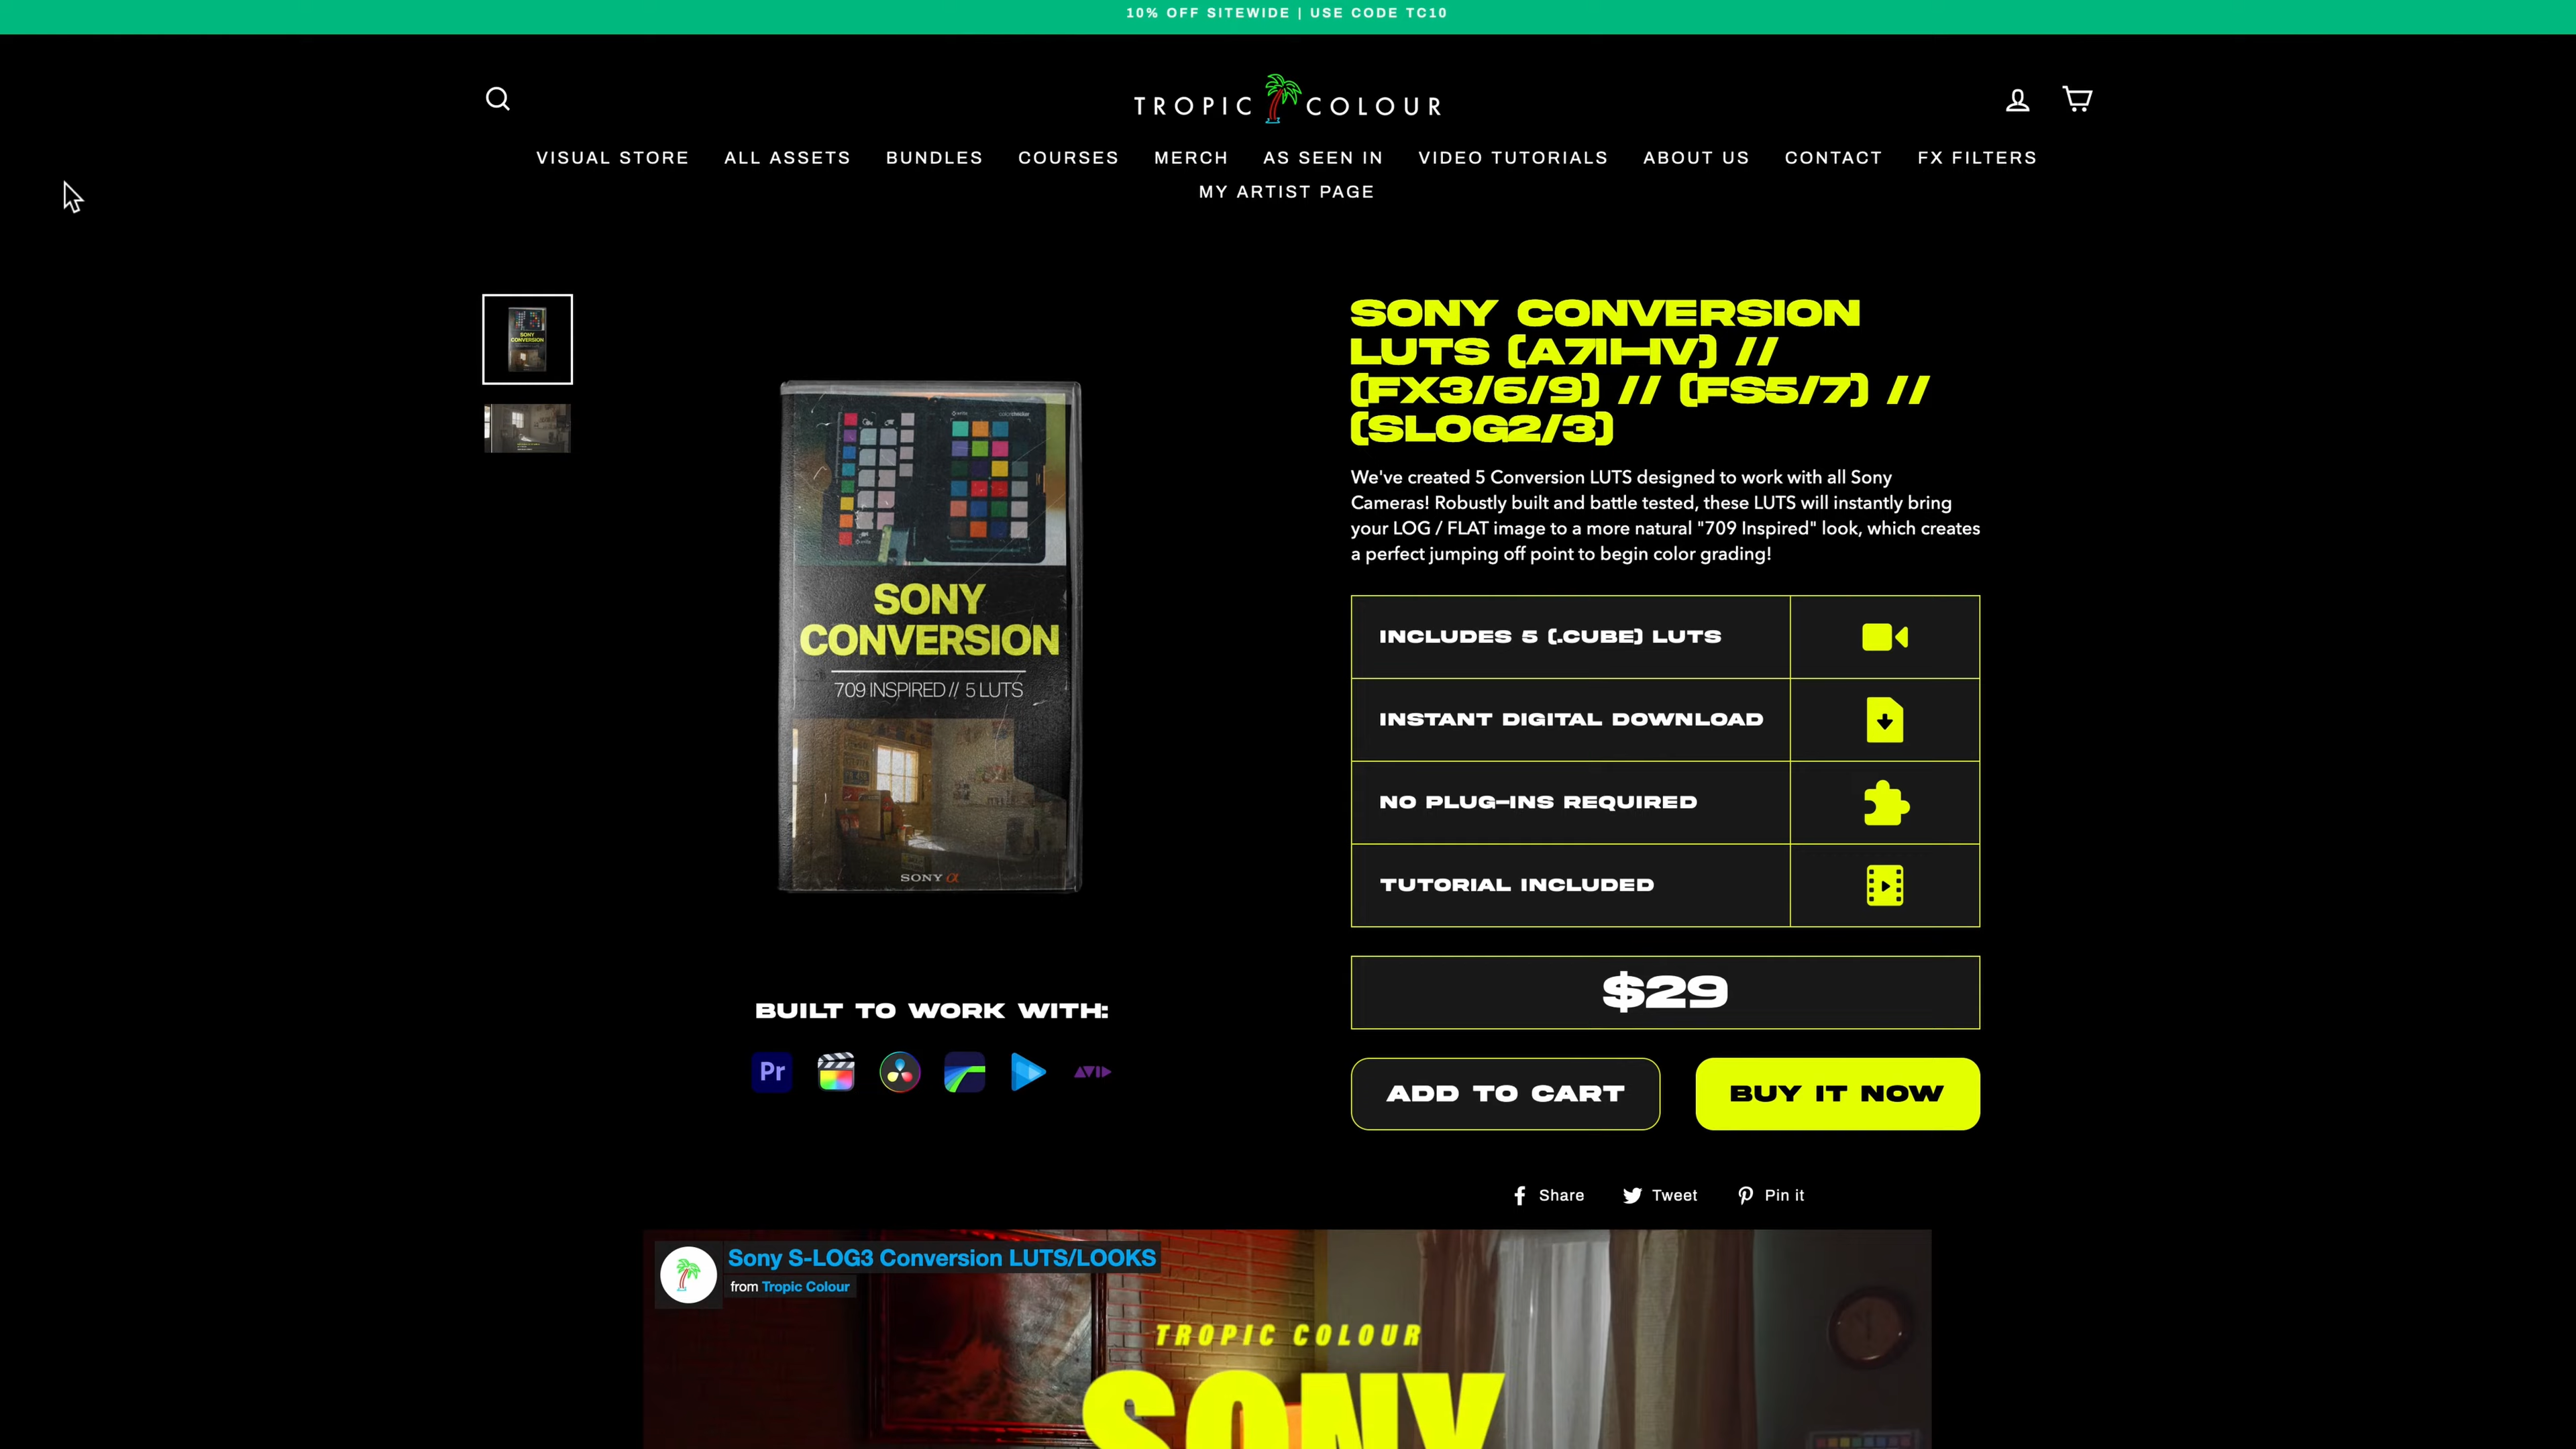 10% OFF SITEWIDE | USE CODE TC10
TROPIC COLOUR
VISUAL STORE ALL ASSETS BUNDLES COURSES MERCH AS SEEN IN VIDEO TUTORIALS ABOUT US CONTACT FX FILTERS
MY ARTIST PAGE
SONY
CONVERSION
709 INSPIRED // 5 LUTS
SONY α
BUILT TO WORK WITH:
Pr
AVID
SONY CONVERSION
LUTS (A7II-IV) //
(FX3/6/9) // (FS5/7) //
(SLOG2/3)
We've created 5 Conversion LUTS designed to work with all Sony
Cameras! Robustly built and battle tested, these LUTS will instantly bring
your LOG / FLAT image to a more natural "709 Inspired" look, which creates
a perfect jumping off point to begin color grading!
INCLUDES 5 (.CUBE) LUTS
INSTANT DIGITAL DOWNLOAD
NO PLUG-INS REQUIRED
TUTORIAL INCLUDED
$29
ADD TO CART BUY IT NOW
Share Tweet Pin it
Sony S-LOG3 Conversion LUTS/LOOKS
from Tropic Colour
TROPIC COLOUR
SONY